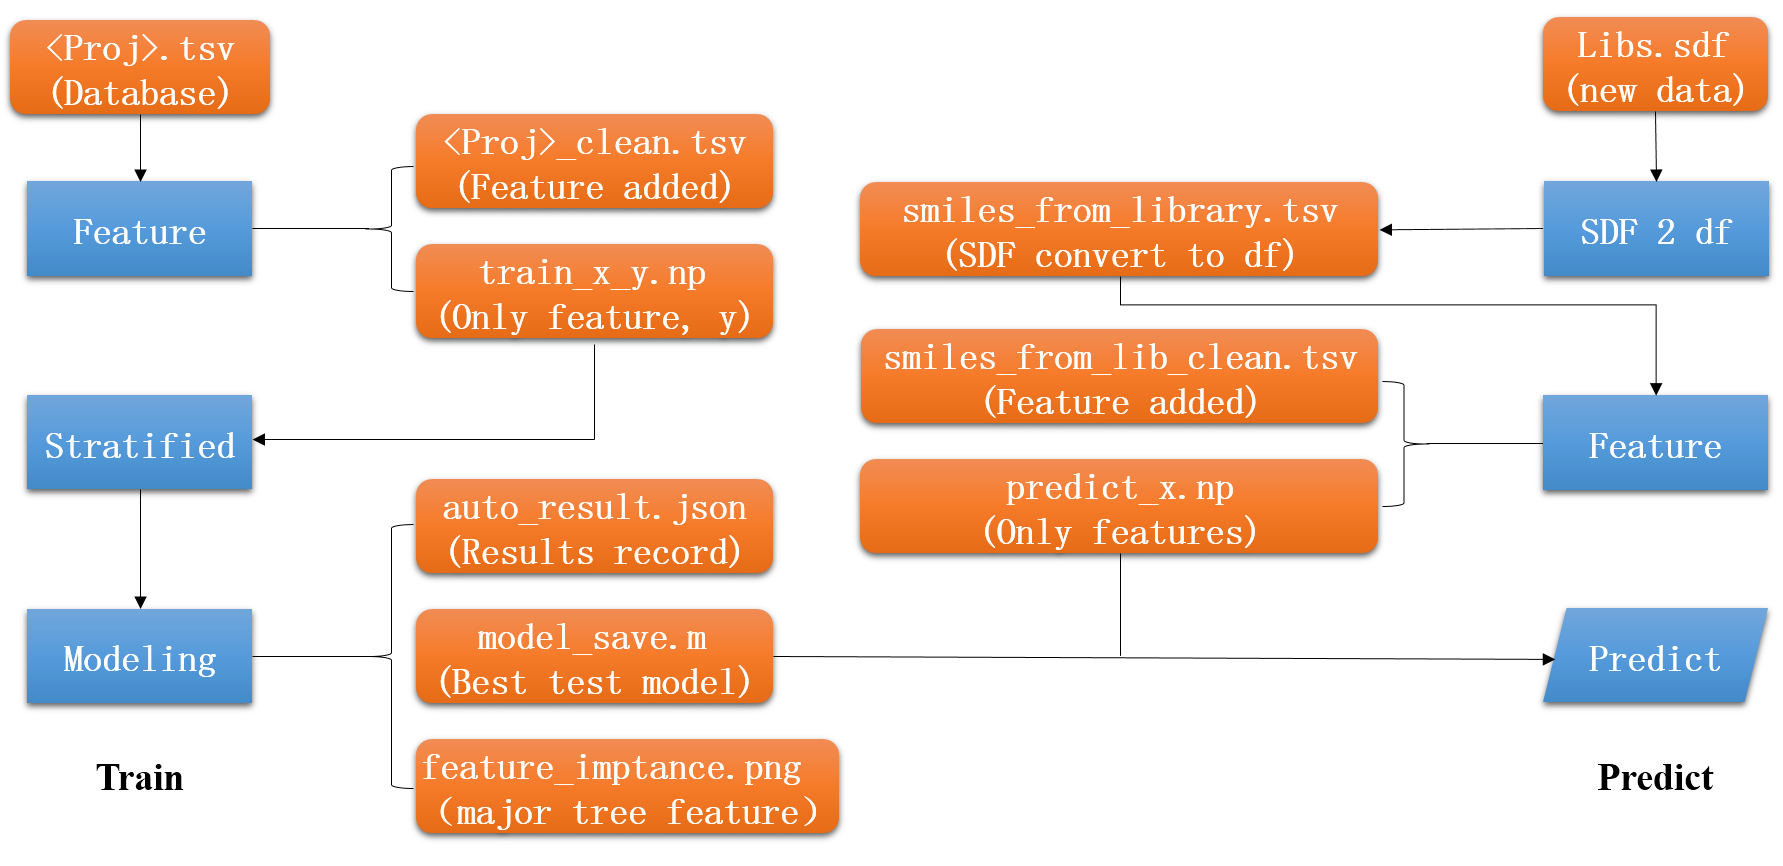 <Proj>.tsv
(Database)
Feature
<Proj>_clean.tsv
(Feature added)
train_x_y.np
(Only feature, y)
Stratified
Modeling
auto_result.json
(Results record)
model_save.m
(Best test model)
feature_imptance.png
(major tree feature)
Train
Libs.sdf
(new data)
SDF 2 df
smiles_from_library.tsv
(SDF convert to df)
Feature
smiles_from_lib_clean.tsv
(Feature added)
predict_x.np
(Only features)
Predict
Predict